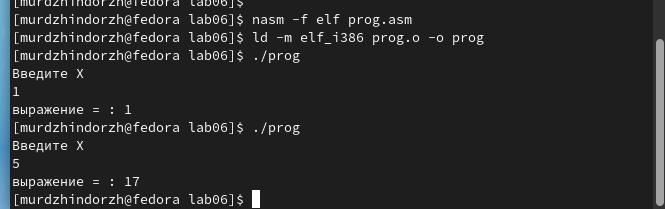 [murdzhindorzh@fedora lab06]$
[murdzhindorzh@fedora lab06]$ nasm -f elf prog.asm
[murdzhindorzh@fedora lab06]$ ld -m elf_i386 prog.o -o prog
[murdzhindorzh@fedora lab06]$ ./prog
Введите X
1
выражение = : 1
[murdzhindorzh@fedora lab06]$ ./prog
Введите X
5
выражение = : 17
[murdzhindorzh@fedora lab06]$